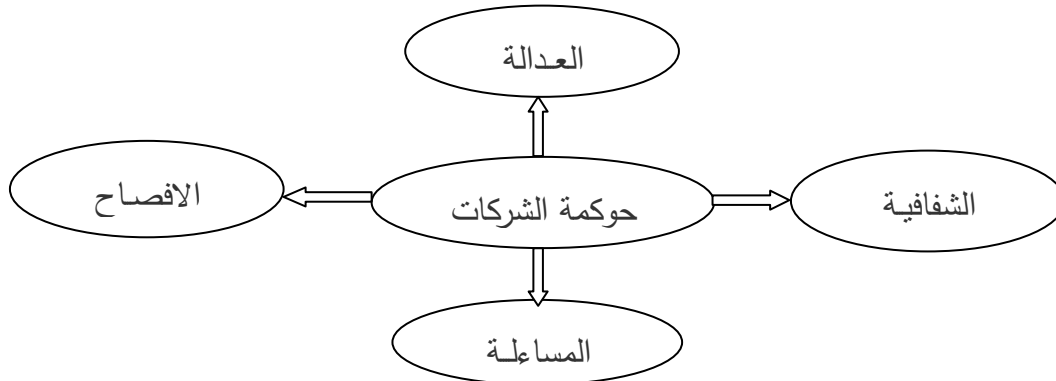 العدالة
الشفافية
حوكمة الشركات
الافصاح
المساءلة